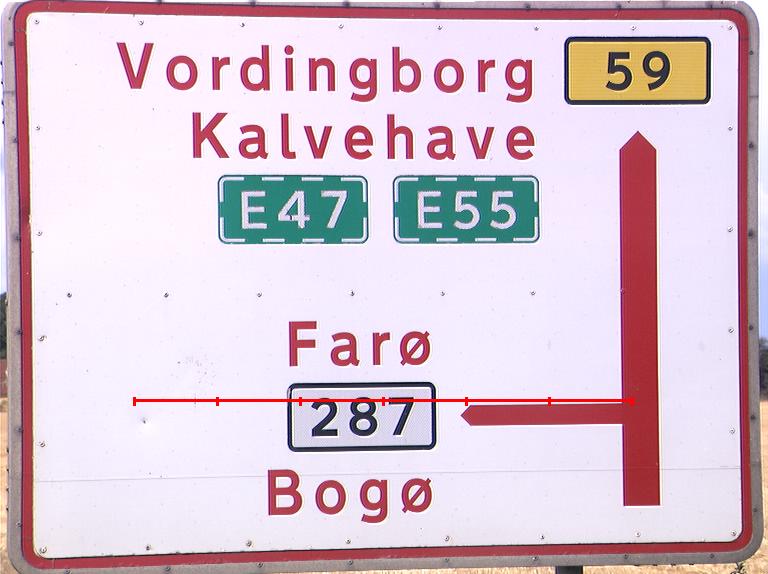 Vordingborg 59
Kalvehave
E47 E55
Farø
287
Bogø